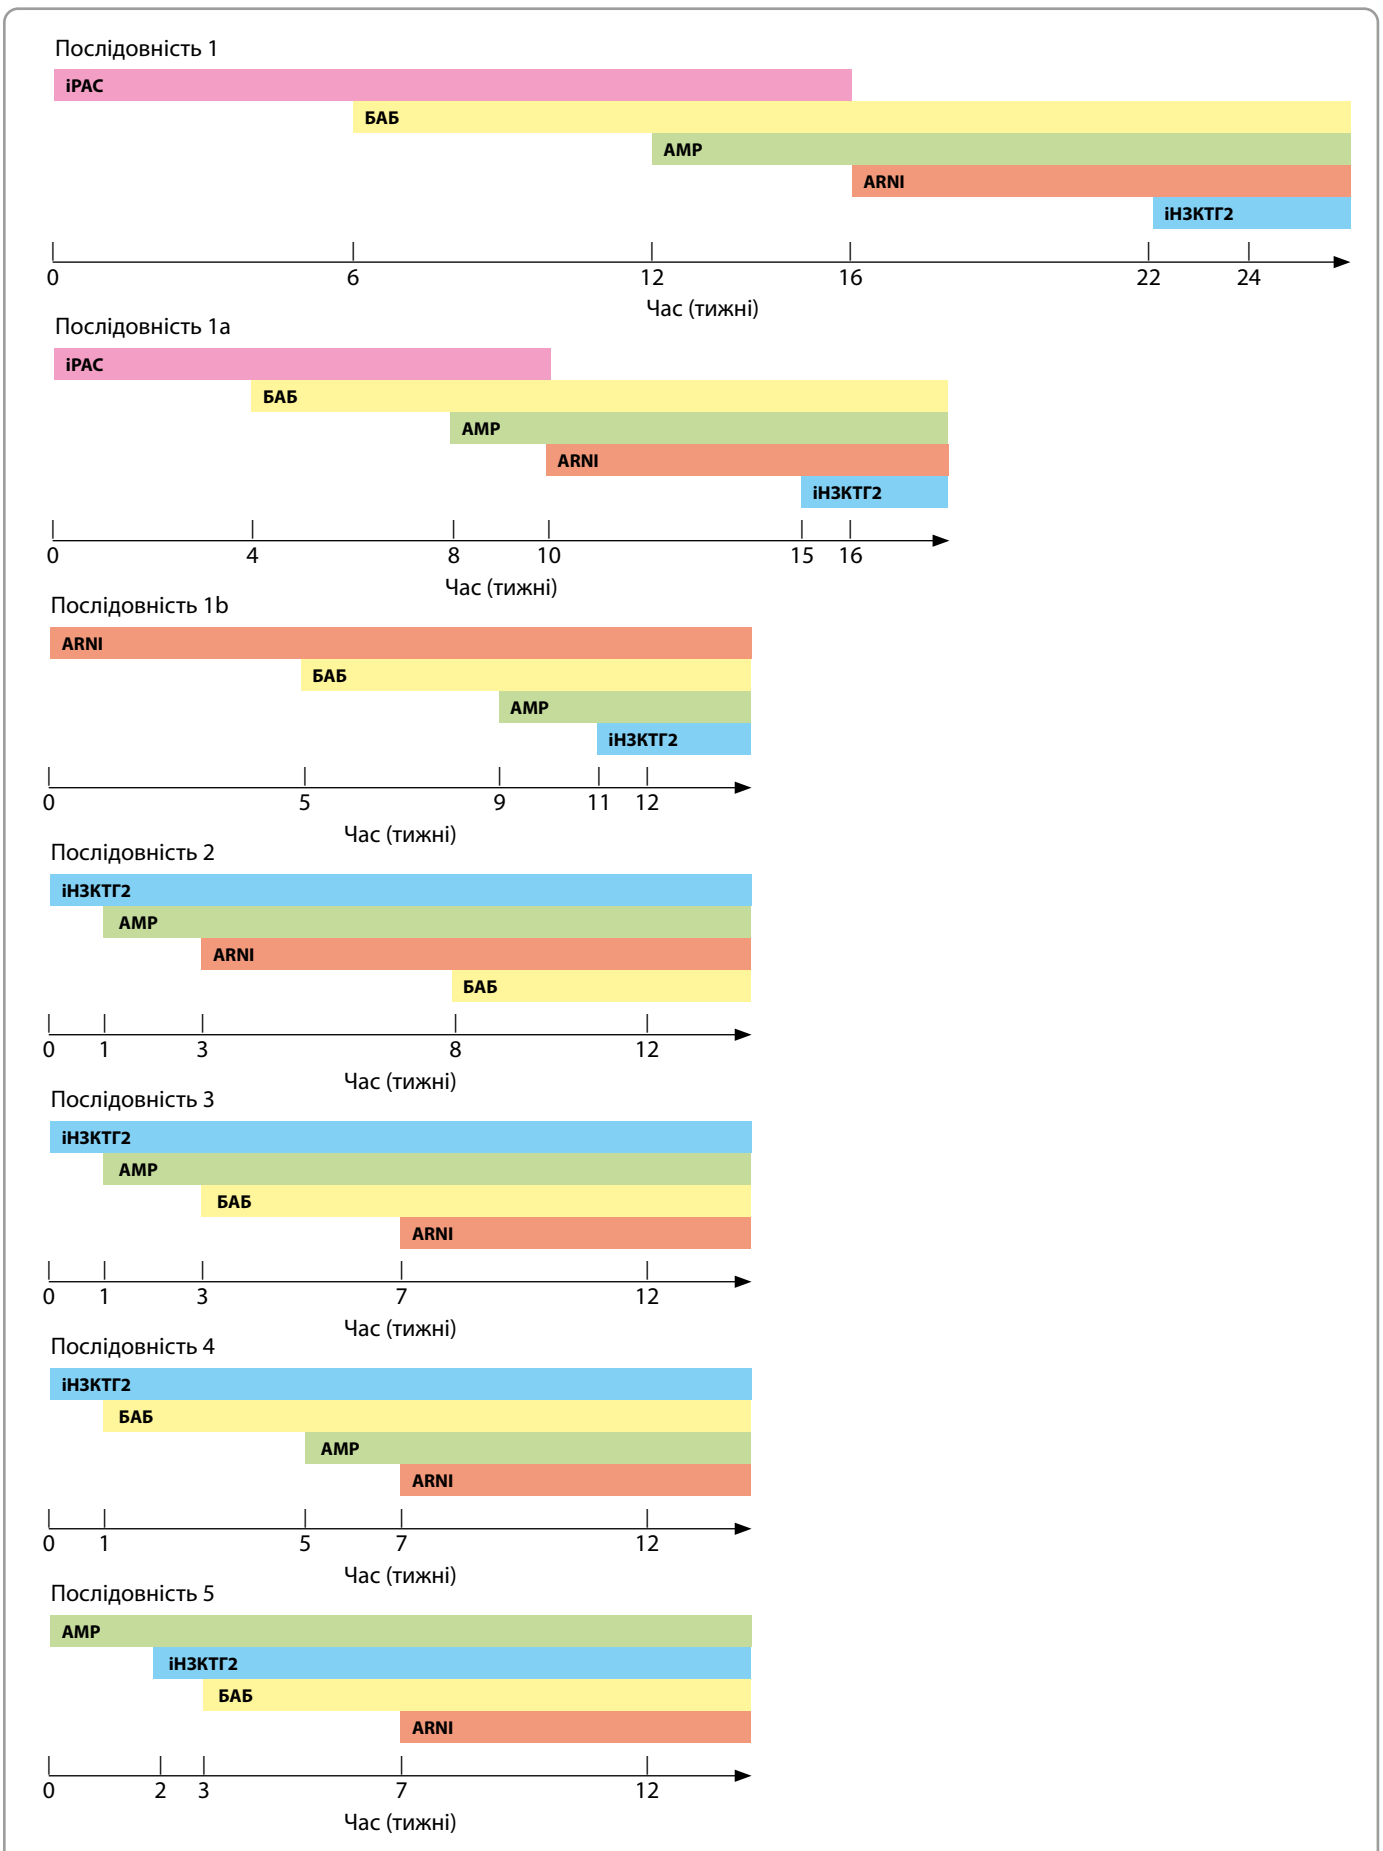 Послідовність 1
іРАС
БАБ
АМР
ARNI
іНЗКТГ2
0 6 12 16 22 24
Час (тижні)
Послідовність 1a
іРАС
БАБ
АМР
ARNI
іНЗКТГ2
0 4 8 10 15 16
Час (тижні)
Послідовність 1b
ARNI
БАБ
АМР
іНЗКТГ2
0 5 9 11 12
Час (тижні)
Послідовність 2
іНЗКТГ2
АМР
ARNI
БАБ
0 1 3 8 12
Час (тижні)
Послідовність 3
іНЗКТГ2
АМР
БАБ
ARNI
0 1 3 7 12
Час (тижні)
Послідовність 4
іНЗКТГ2
БАБ
АМР
ARNI
0 1 5 7 12
Час (тижні)
Послідовність 5
АМР
іНЗКТГ2
БАБ
ARNI
0 2 3 7 12
Час (тижні)